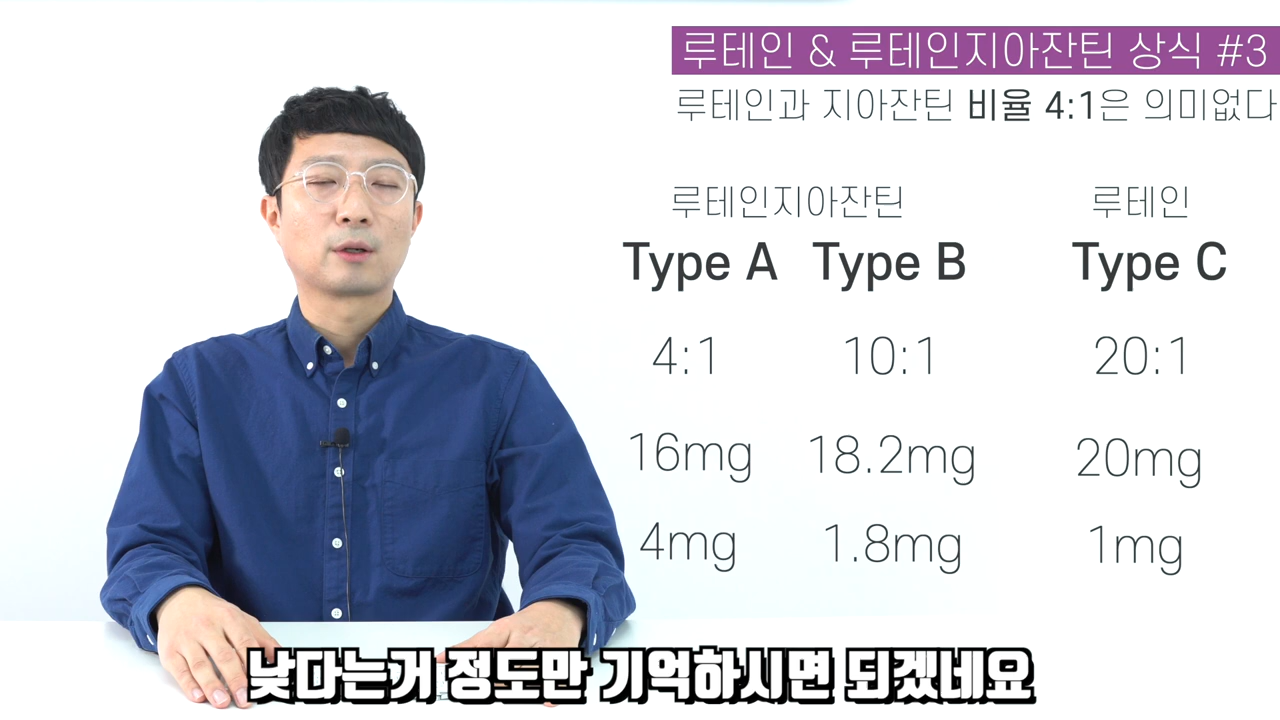 루테인 & 루테인지아잔틴 상식 #3
루테인과 지아잔틴 비율 4:1은 의미없다
루테인지아잔틴 루테인
Type A Type B Type C
4:1 10:1 20:1
16mg 18.2mg 20mg
4mg 1.8mg 1mg
낮다는거 정도만 기억하시면 되겠네요